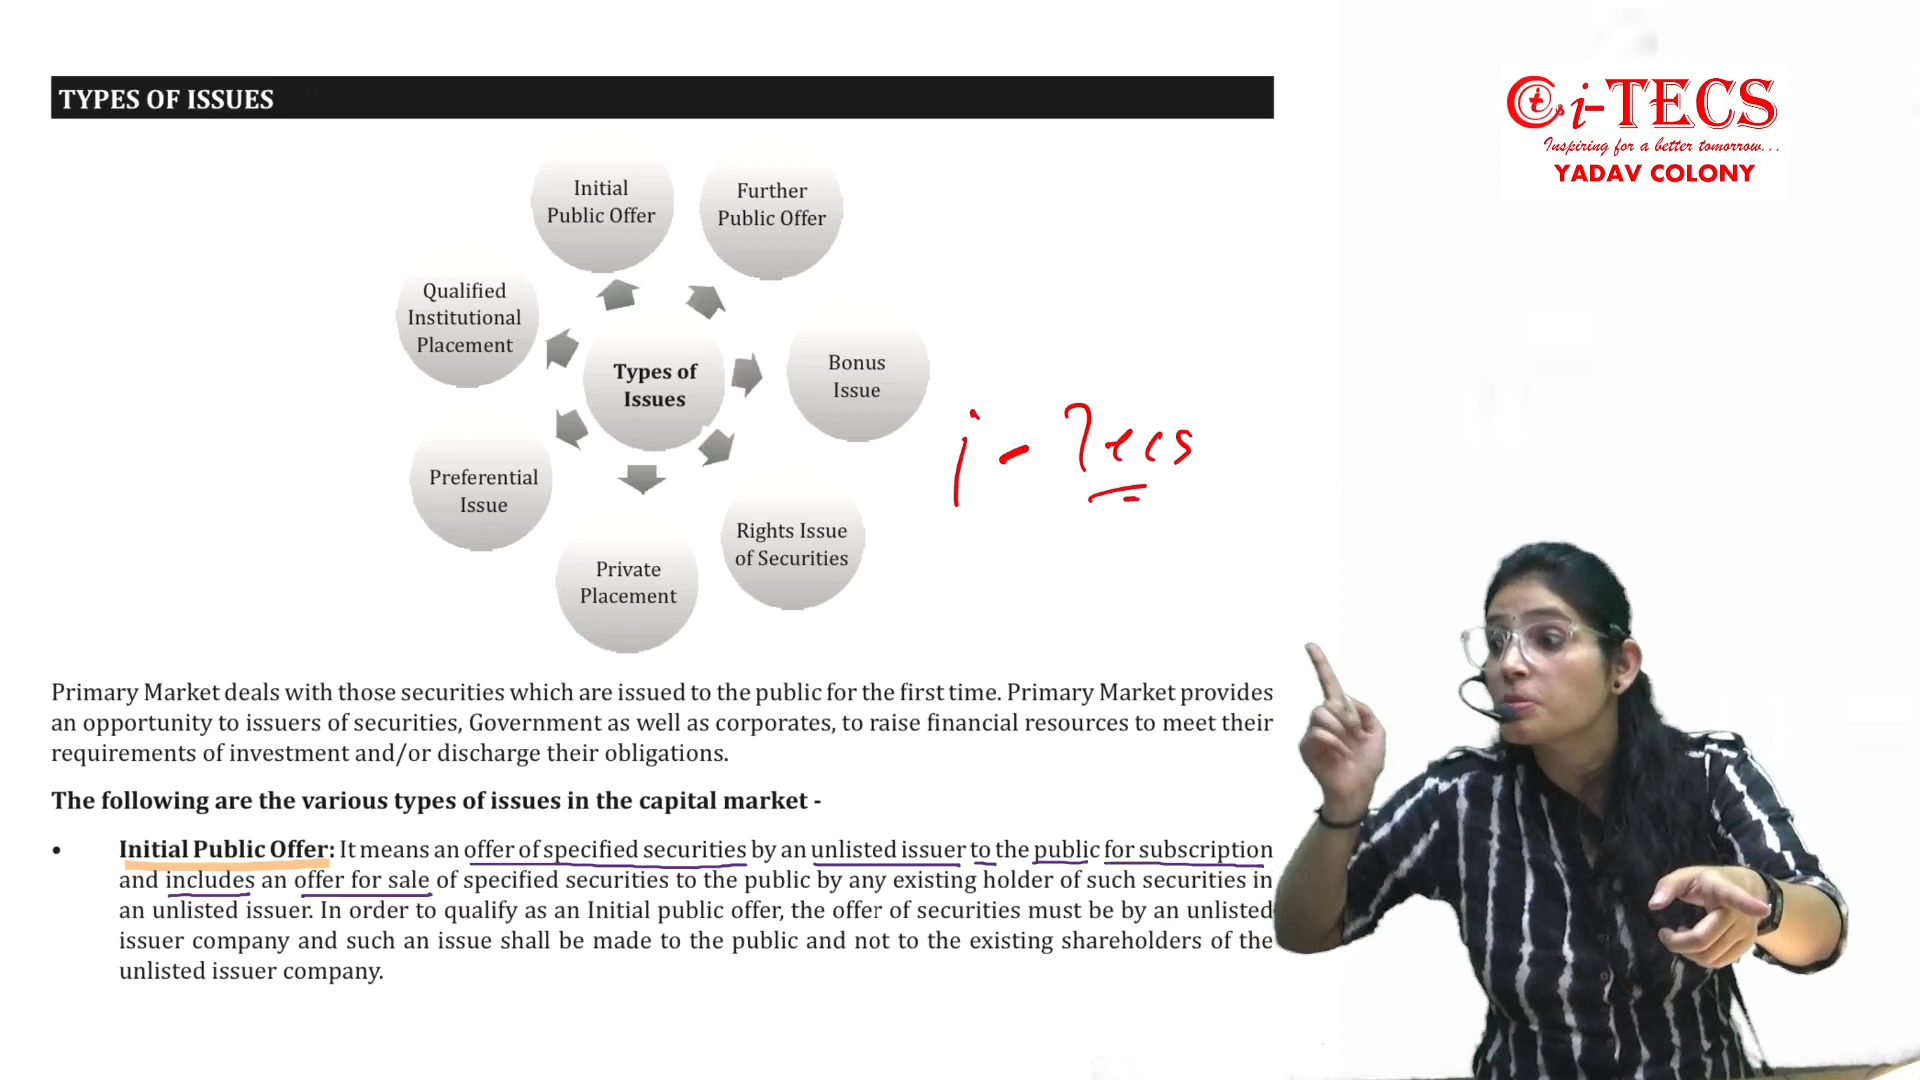 TYPES OF ISSUES
i-TECS
Inspiring for a better tomorrow...
YADAV COLONY
Initial
Public Offer
Further
Public Offer
Qualified
Institutional
Placement
Types of
Issues
Bonus
Issue
Preferential
Issue
Rights Issue
of Securities
Private
Placement
i - Tecs
Primary Market deals with those securities which are issued to the public for the first time. Primary Market provides
an opportunity to issuers of securities, Government as well as corporates, to raise financial resources to meet their
requirements of investment and/or discharge their obligations.
The following are the various types of issues in the capital market -
• Initial Public Offer: It means an offer of specified securities by an unlisted issuer to the public for subscription
and includes an offer for sale of specified securities to the public by any existing holder of such securities in
an unlisted issuer. In order to qualify as an Initial public offer, the offer of securities must be by an unlisted
issuer company and such an issue shall be made to the public and not to the existing shareholders of the
unlisted issuer company.